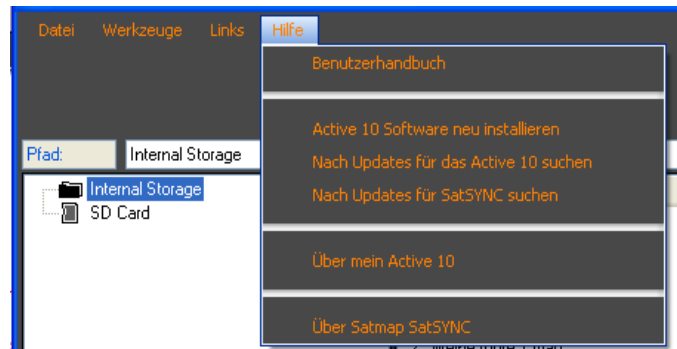 Datei Werkzeuge Links Hilfe
Benutzerhandbuch
Active 10 Software neu installieren
Nach Updates für das Active 10 suchen
Nach Updates für SatSYNC suchen
Über mein Active 10
Über Satmap SatSYNC
Pfad: Internal Storage
Internal Storage
SD Card